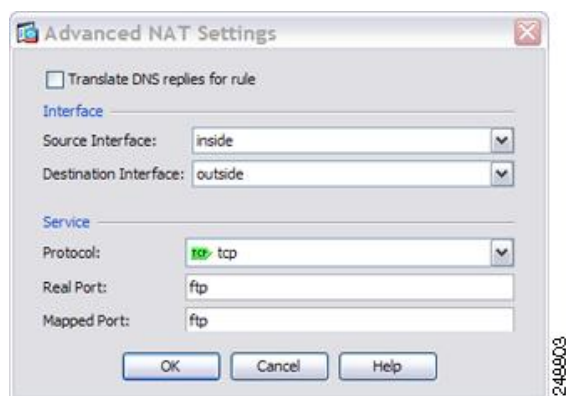 Advanced NAT Settings
Translate DNS replies for rule
Interface
Source Interface: inside
Destination Interface: outside
Service
Protocol: TCP tcp
Real Port: ftp
Mapped Port: ftp
OK Cancel Help
248803